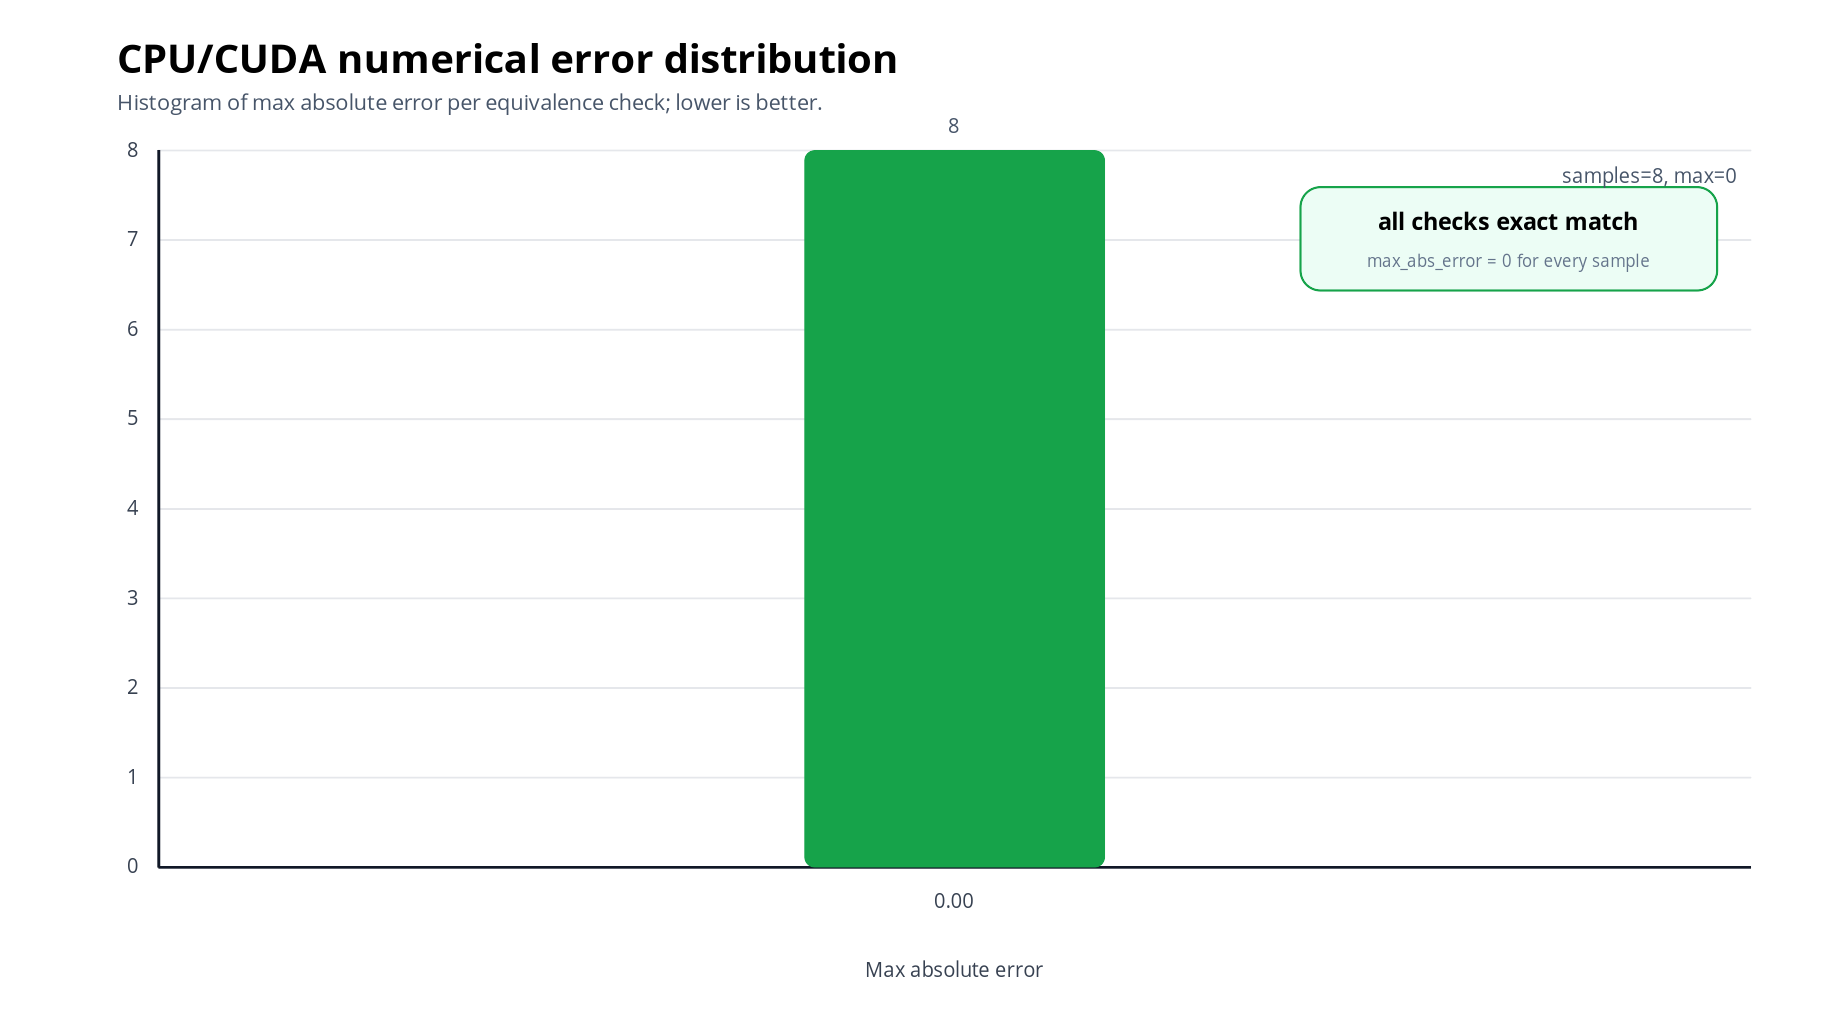 CPU/CUDA numerical error distribution
Histogram of max absolute error per equivalence check; lower is better.
8
8
samples=8, max=0
all checks exact match
7
max_abs_error = 0 for every sample
6
5
4
3
2
1
0
0.00
Max absolute error